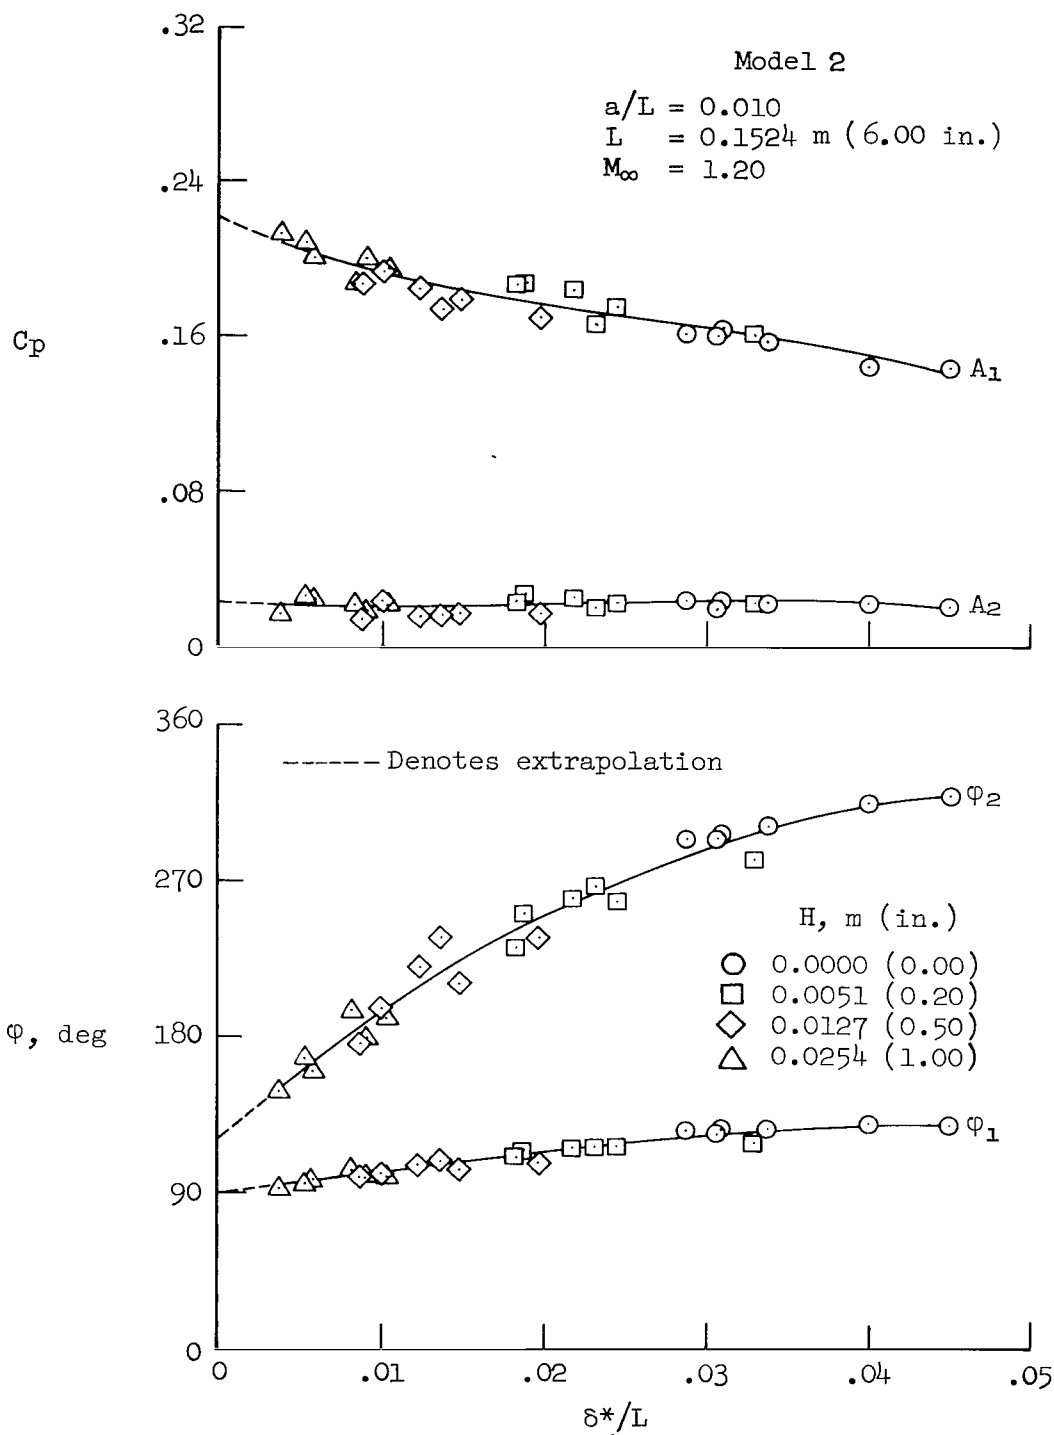 .32
Model 2
a/L = 0.010
L = 0.1524 m (6.00 in.)
M∞ = 1.20
.24
Cp
.16
A1
.08
A2
0
360
------ Denotes extrapolation
φ2
270
H, m (in.)
0.0000 (0.00)
0.0051 (0.20)
0.0127 (0.50)
0.0254 (1.00)
φ, deg
180
φ1
90
0
0 .01 .02 .03 .04 .05
δ*/L